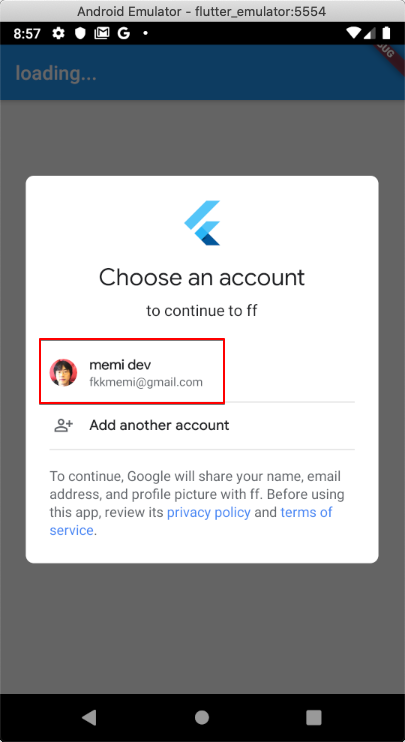 Android Emulator - flutter_emulator:5554
8:57
loading...
Choose an account
to continue to ff
memi dev
fkkmemi@gmail.com
Add another account
To continue, Google will share your name, email
address, and profile picture with ff. Before using
this app, review its privacy policy and terms of
service.